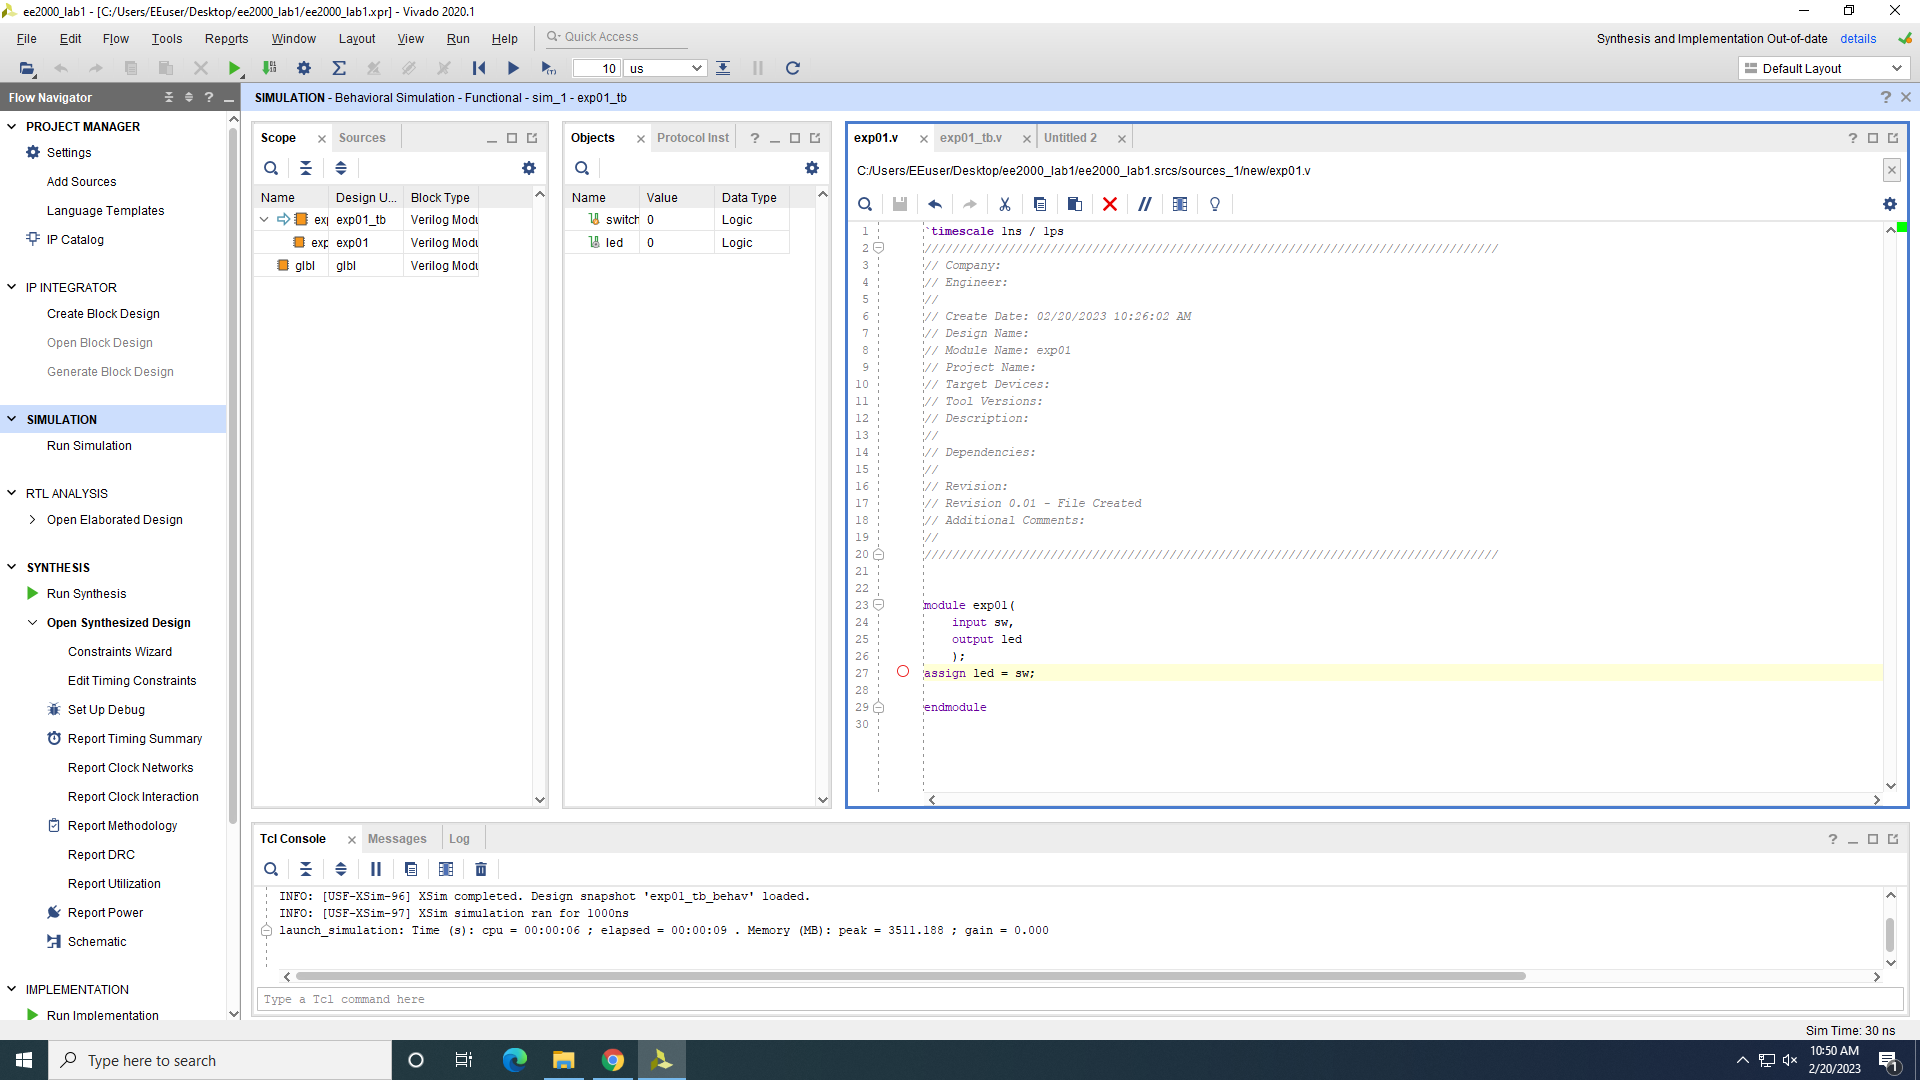 ee2000_lab1 - [C:/Users/EEuser/Desktop/ee2000_lab1/ee2000_lab1.xpr] - Vivado 2020.1
File Edit Flow Tools Reports Window Layout View Run Help Quick Access
Synthesis and Implementation Out-of-date details
10 us
Default Layout
Flow Navigator
PROJECT MANAGER
Settings
Add Sources
Language Templates
IP Catalog
IP INTEGRATOR
Create Block Design
Open Block Design
Generate Block Design
SIMULATION
Run Simulation
RTL ANALYSIS
Open Elaborated Design
SYNTHESIS
Run Synthesis
Open Synthesized Design
Constraints Wizard
Edit Timing Constraints
Set Up Debug
Report Timing Summary
Report Clock Networks
Report Clock Interaction
Report Methodology
Report DRC
Report Utilization
Report Power
Schematic
IMPLEMENTATION
Run Implementation
SIMULATION - Behavioral Simulation - Functional - sim_1 - exp01_tb
Scope Sources
Name Design U... Block Type
exp exp01_tb Verilog Modu
exp exp01 Verilog Modu
glbl glbl Verilog Modu
Objects Protocol Inst
Name Value Data Type
switch 0 Logic
led 0 Logic
exp01.v exp01_tb.v Untitled 2
C:/Users/EEuser/Desktop/ee2000_lab1/ee2000_lab1.srcs/sources_1/new/exp01.v
1 `timescale 1ns / 1ps
2 //////////////////////////////////////////////////////////////////////////////////
3 // Company:
4 // Engineer:
5 //
6 // Create Date: 02/20/2023 10:26:02 AM
7 // Design Name:
8 // Module Name: exp01
9 // Project Name:
10 // Target Devices:
11 // Tool Versions:
12 // Description:
13 //
14 // Dependencies:
15 //
16 // Revision:
17 // Revision 0.01 - File Created
18 // Additional Comments:
19 //
20 //////////////////////////////////////////////////////////////////////////////////
21
22
23 module exp01(
24 input sw,
25 output led
26 );
27 assign led = sw;
28
29 endmodule
30
Tcl Console Messages Log
INFO: [USF-XSim-96] XSim completed. Design snapshot 'exp01_tb_behav' loaded.
INFO: [USF-XSim-97] XSim simulation ran for 1000ns
launch_simulation: Time (s): cpu = 00:00:06 ; elapsed = 00:00:09 . Memory (MB): peak = 3511.188 ; gain = 0.000
Type a Tcl command here
Sim Time: 30 ns
Type here to search
10:50 AM
2/20/2023
1